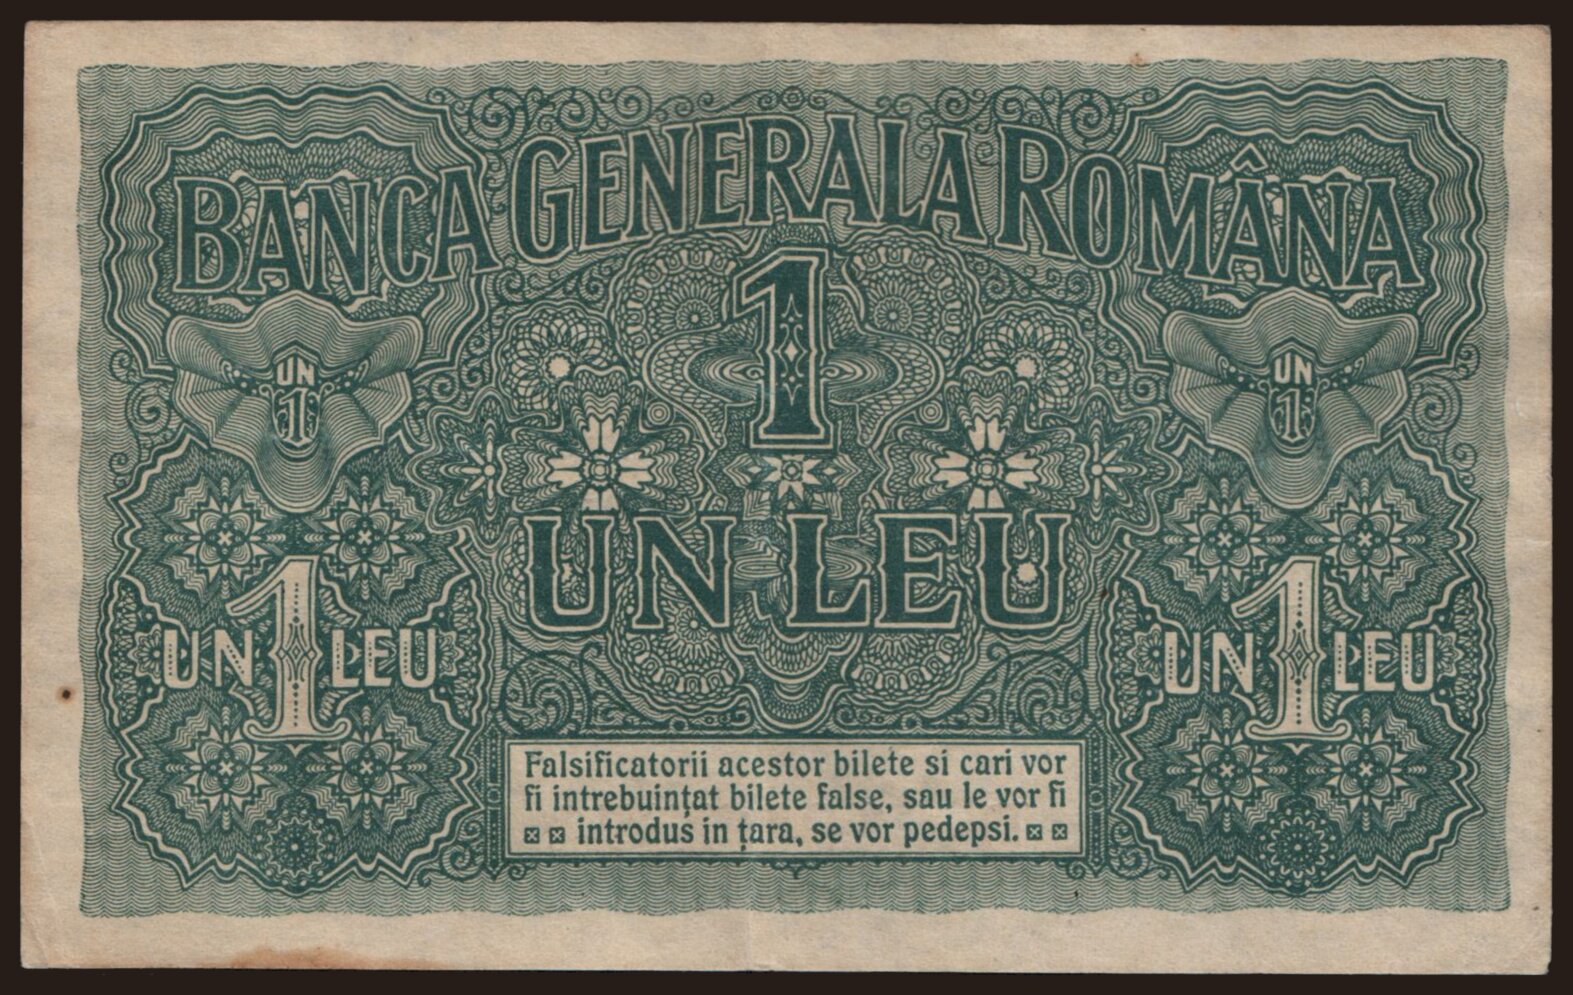 BANCA GENERALA ROMÂNA
1
UN
1
UN
1
UN LEU
UN 1 LEU
UN 1 LEU
Falsificatorii acestor bilete si cari vor
fi intrebuințat bilete false, sau le vor fi
introdus in țara, se vor pedepsi.